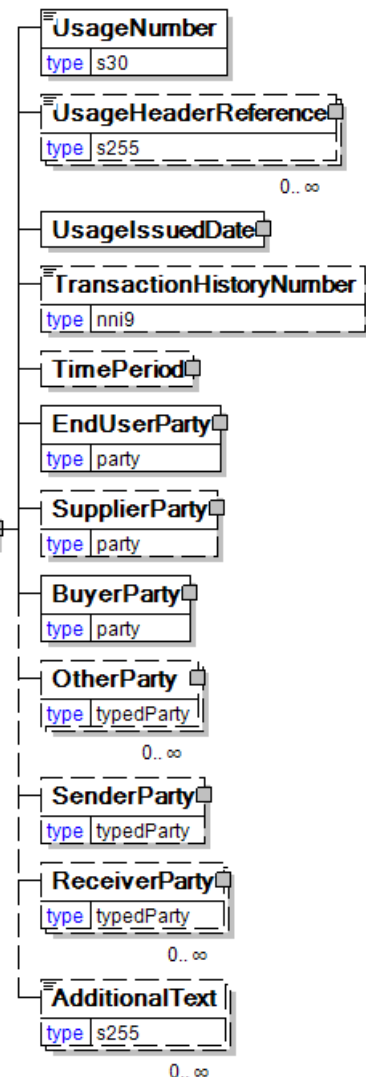 UsageNumber
type s30
UsageHeaderReference
type s255
0.. ∞
UsageIssuedDate
TransactionHistoryNumber
type nni9
TimePeriod
EndUserParty
type party
SupplierParty
type party
BuyerParty
type party
OtherParty
type typedParty
0.. ∞
SenderParty
type typedParty
ReceiverParty
type typedParty
0.. ∞
AdditionalText
type s255
0.. ∞